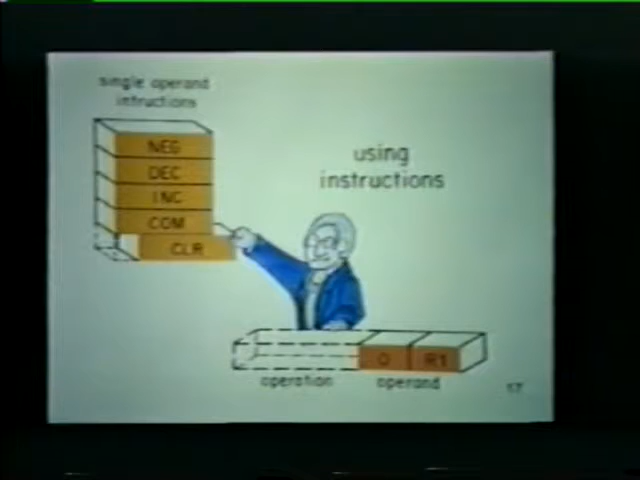 single operand
intructions
NEG
DEC
INC
COM
CLR
using
instructions
0 R1
operation operand
17